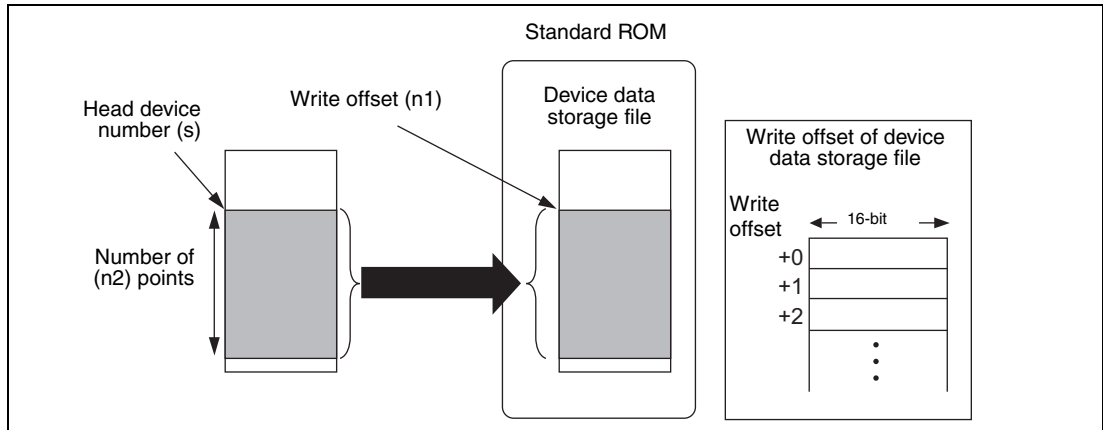 Standard ROM
Head device
number (s)
Write offset (n1)
Device data
storage file
Number of
(n2) points
Write offset of device
data storage file
Write
offset
16-bit
+0
+1
+2